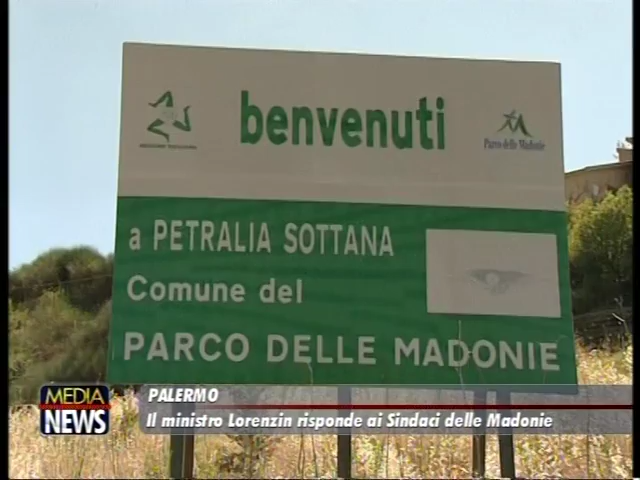 benvenuti
Parco delle Madonie
a PETRALIA SOTTANA
Comune del
PARCO DELLE MADONIE
MEDIA
NEWS
PALERMO
Il ministro Lorenzin risponde ai Sindaci delle Madonie